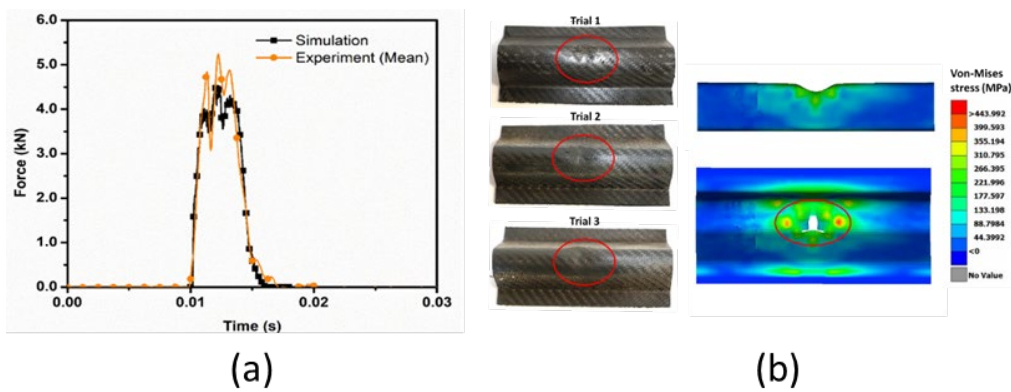 6.0
5.0
4.0
3.0
2.0
1.0
0.0
Force (kN)
Simulation
Experiment (Mean)
0.00
0.01
0.02
0.03
Time (s)
(a)
Trial 1
Trial 2
Trial 3
Von-Mises
stress (MPa)
>443.992
399.593
355.194
310.795
266.395
221.996
177.597
133.198
88.7984
44.3992
<0
No Value
(b)